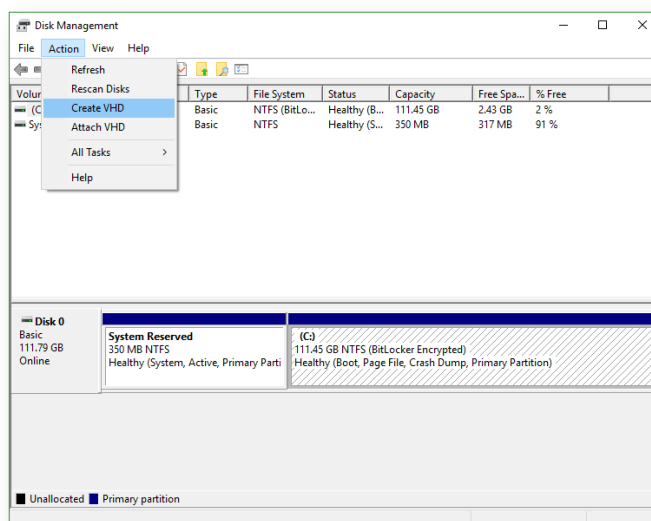 Disk Management
File Action View Help
Refresh
Rescan Disks
Create VHD
Attach VHD
All Tasks >
Help
Type File System Status Capacity Free Spa... % Free
(C Basic NTFS (BitLo... Healthy (B... 111.45 GB 2.43 GB 2 %
Basic NTFS Healthy (S... 350 MB 317 MB 91 %
Disk 0
Basic
111.79 GB
Online
System Reserved
350 MB NTFS
Healthy (System, Active, Primary Parti
(C:)
111.45 GB NTFS (BitLocker Encrypted)
Healthy (Boot, Page File, Crash Dump, Primary Partition)
Unallocated Primary partition